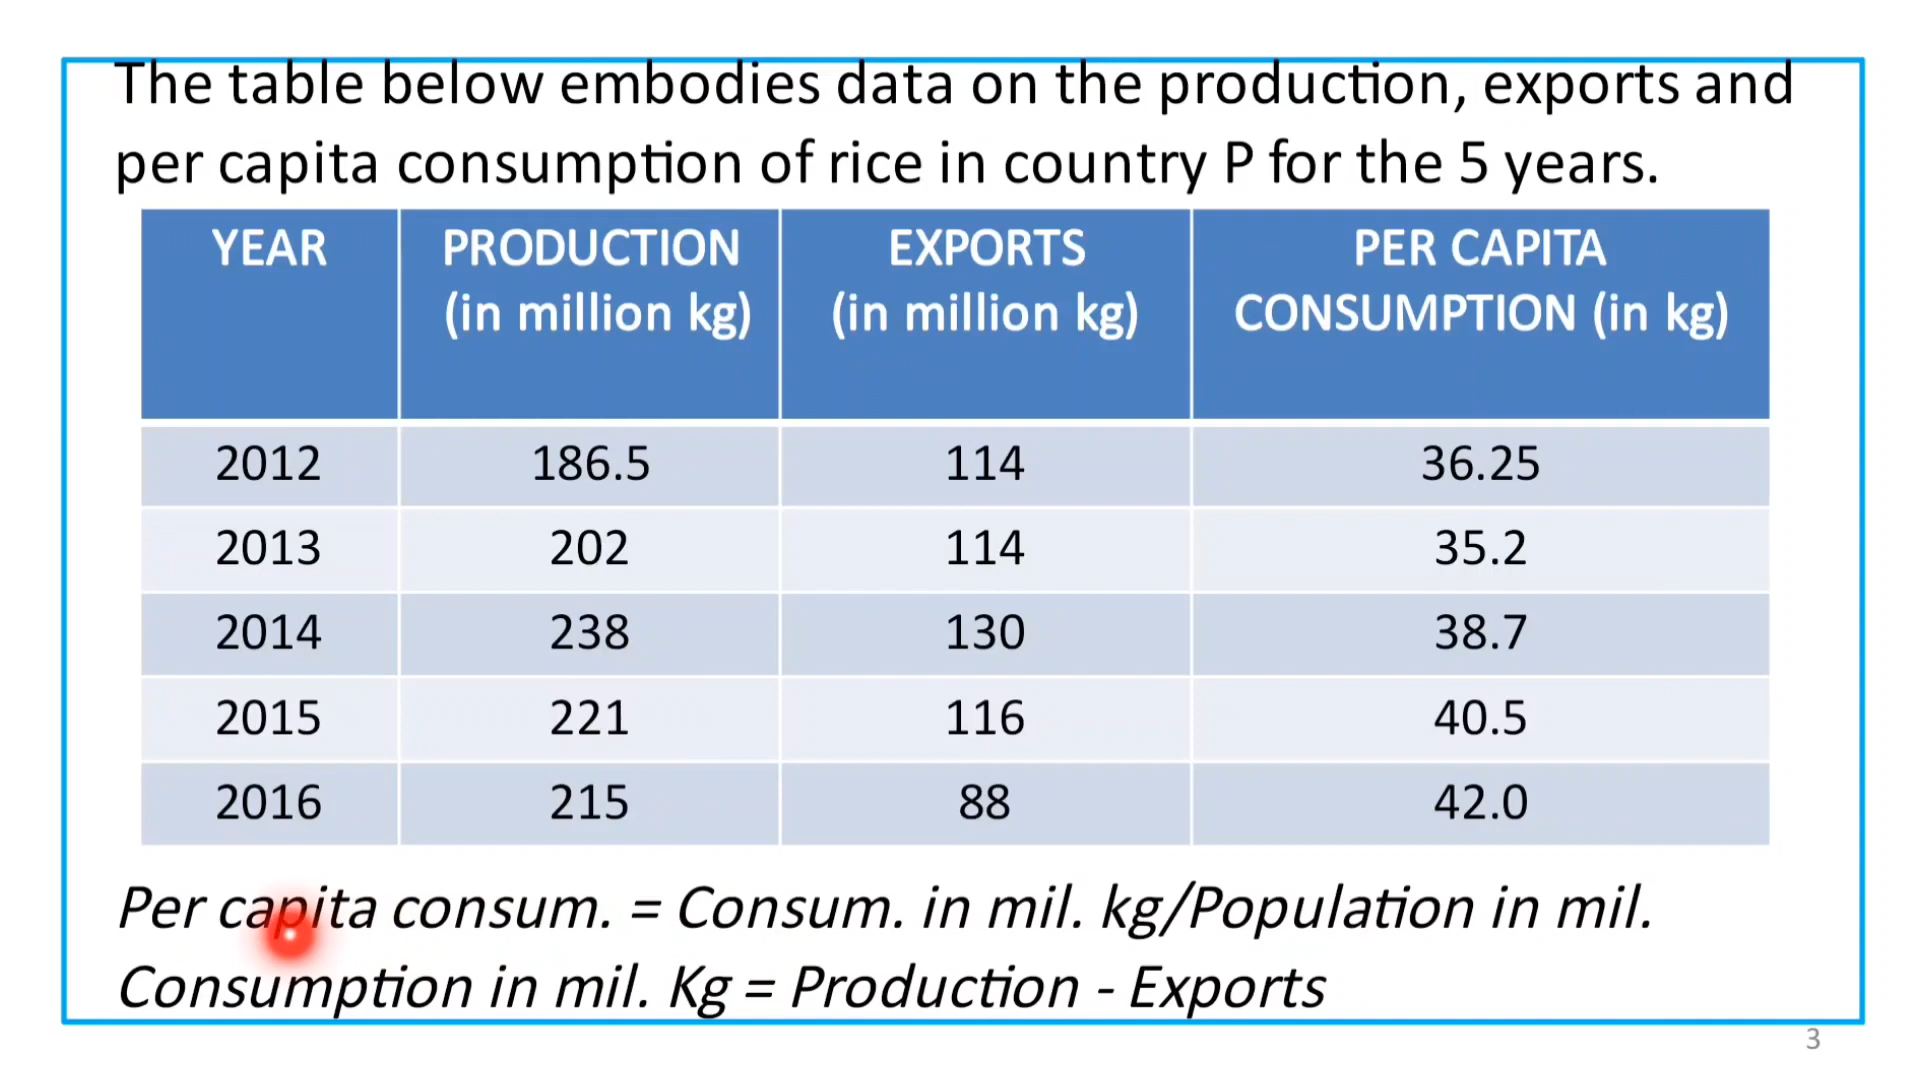 The table below embodies data on the production, exports and
per capita consumption of rice in country P for the 5 years.
YEAR PRODUCTION EXPORTS PER CAPITA
(in million kg) (in million kg) CONSUMPTION (in kg)
2012 186.5 114 36.25
2013 202 114 35.2
2014 238 130 38.7
2015 221 116 40.5
2016 215 88 42.0
Per capita consum. = Consum. in mil. kg/Population in mil.
Consumption in mil. Kg = Production - Exports
3